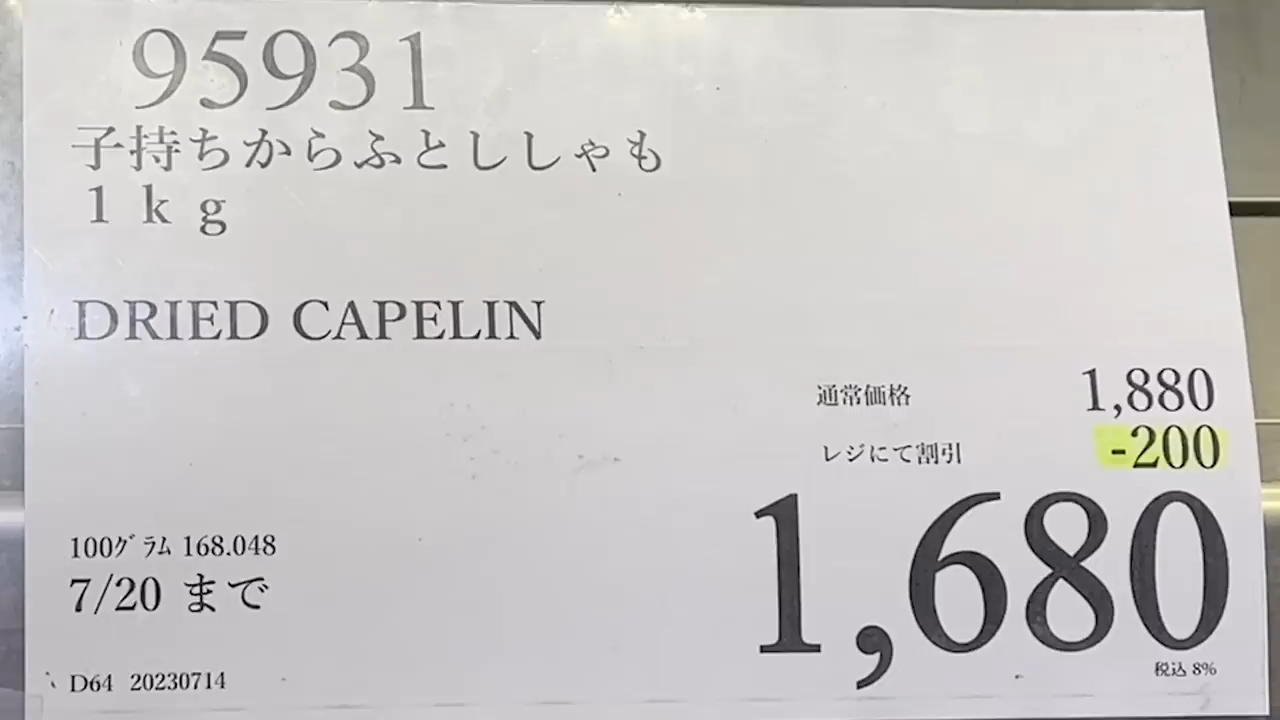 95931
子持ちからふとししゃも
1kg
DRIED CAPELIN
通常価格 1,880
レジにて割引 -200
1,680
税込 8%
100グラム 168.048
7/20 まで
D64 20230714